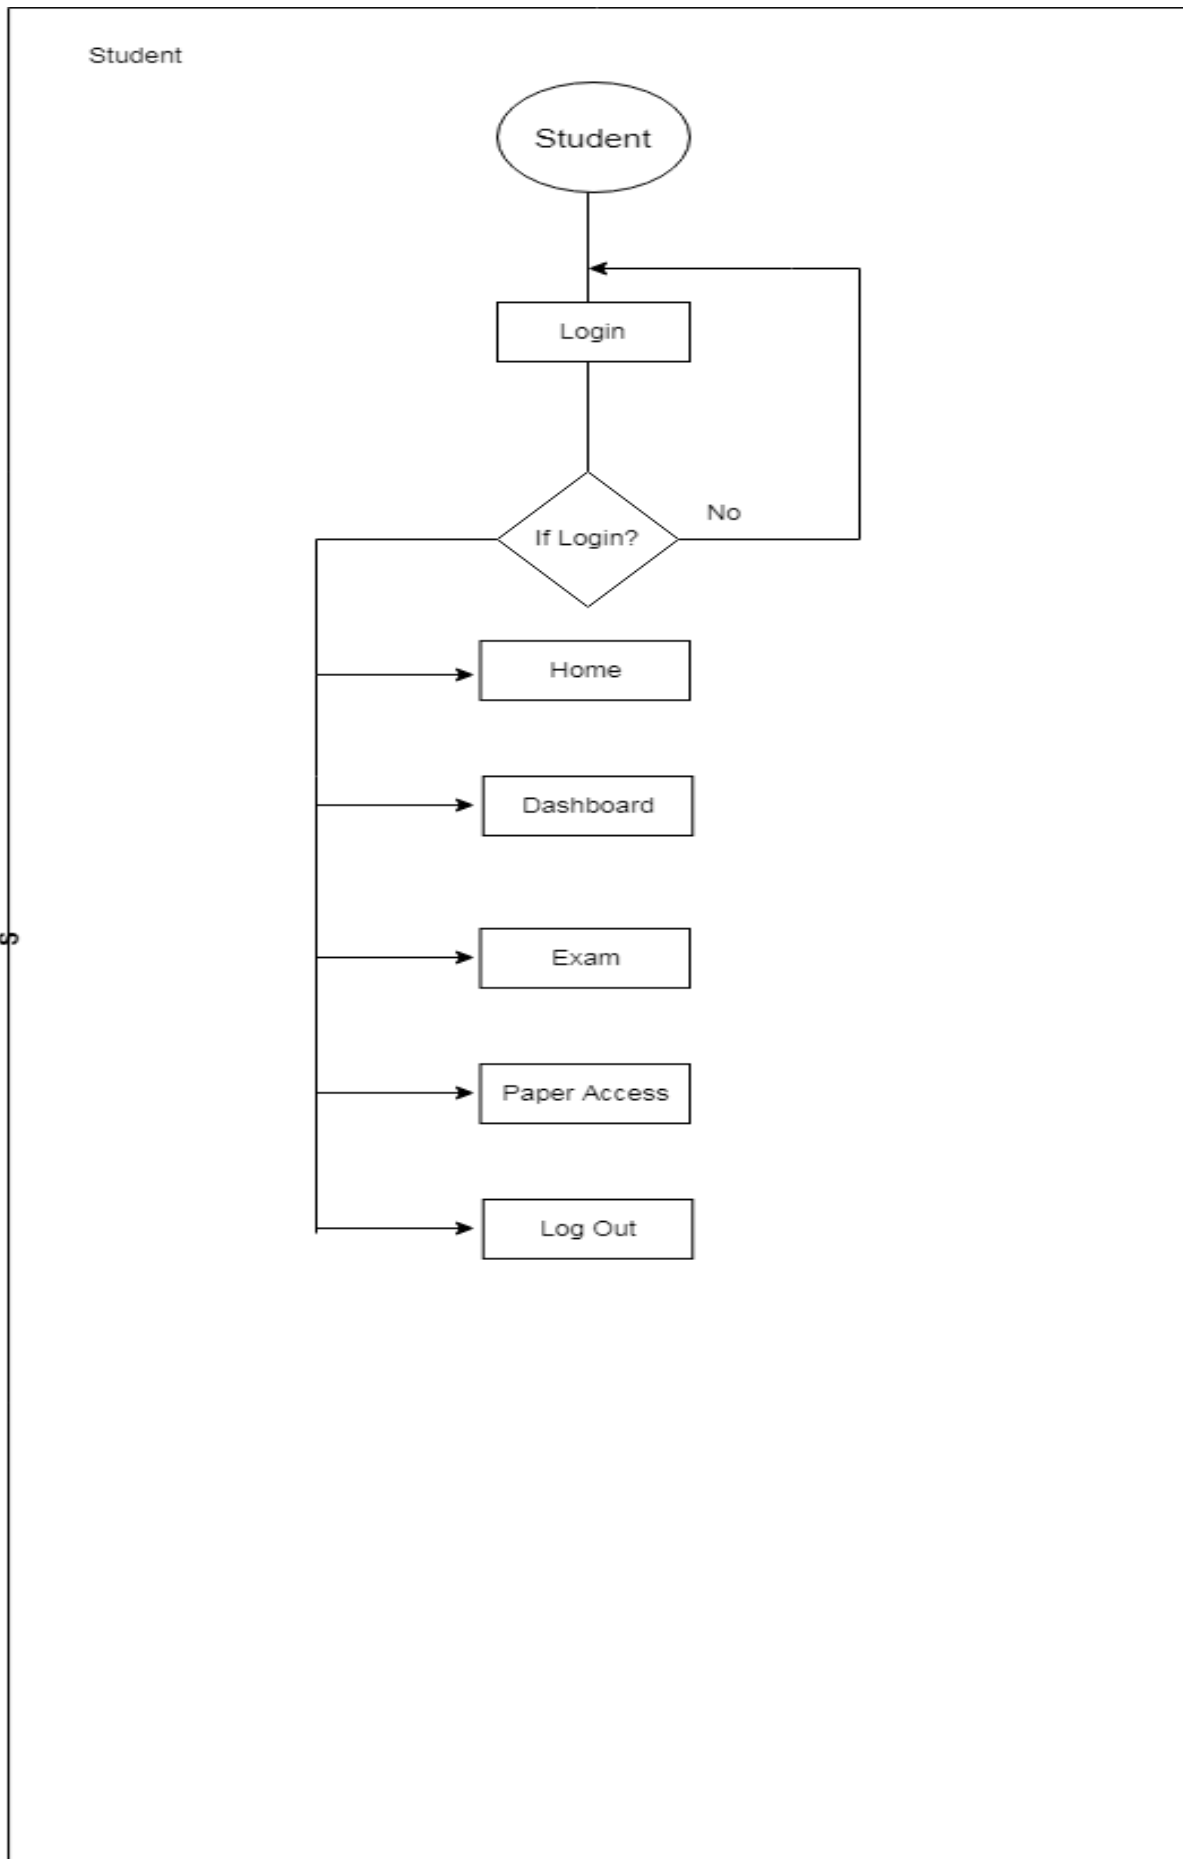 Student
Student
Login
If Login?
No
Home
Dashboard
Exam
Paper Access
Log Out